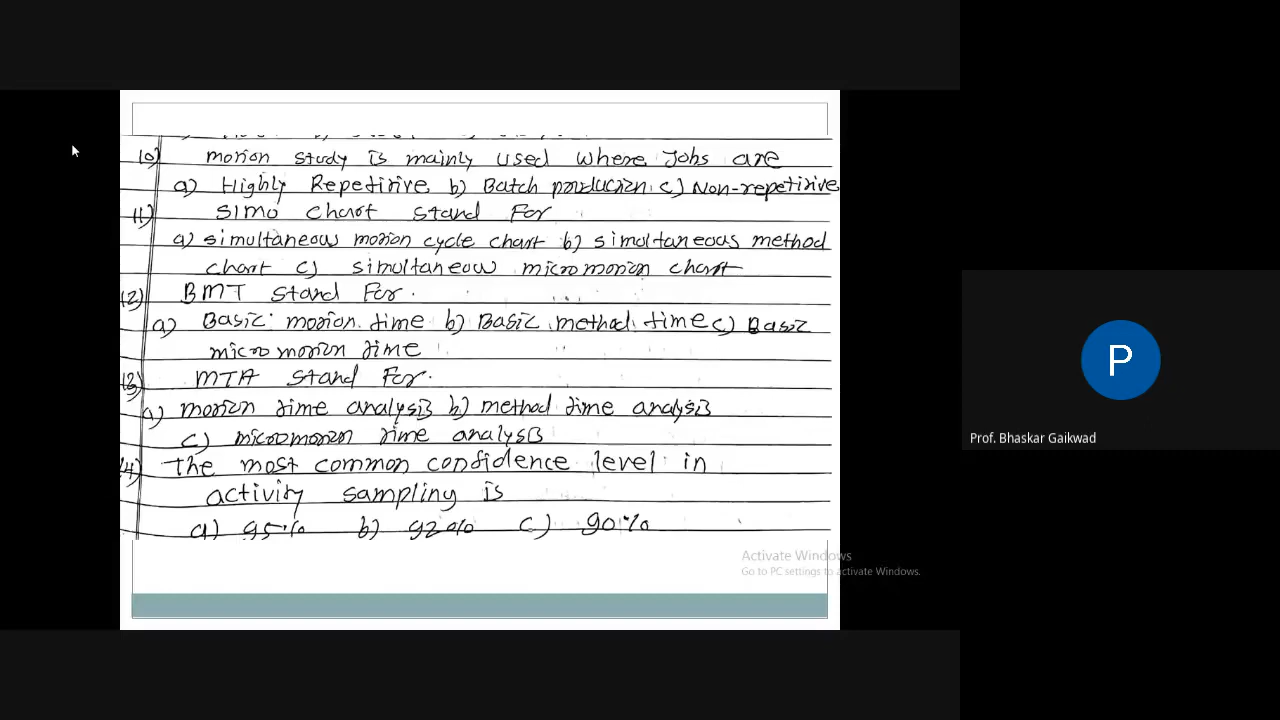 10) motion study is mainly used where Jobs are
a) Highly Repetitive b) Batch production c) Non-repetitive
11) SIMO chart stand For
a) simultaneous motion cycle chart b) simultaneous method
chart c) simultaneous micromotion chart
12) BMT stand For.
a) Basic motion time b) Basic method time c) Basic
micromotion time
13) MTA stand For.
a) motion time analysis b) method time analysis
c) micromotion time analysis
14) The most common confidence level in
activity sampling is
a) 95% b) 92% c) 90%
Activate Windows
Go to PC settings to activate Windows.
P
Prof. Bhaskar Gaikwad